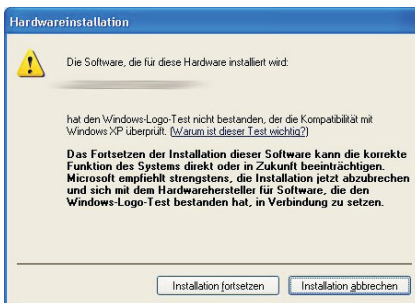 Hardwareinstallation
Die Software, die für diese Hardware installiert wird:
hat den Windows-Logo-Test nicht bestanden, der die Kompatibilität mit
Windows XP überprüft. (Warum ist dieser Test wichtig?)
Das Fortsetzen der Installation dieser Software kann die korrekte
Funktion des Systems direkt oder in Zukunft beeinträchtigen.
Microsoft empfiehlt strengstens, die Installation jetzt abzubrechen
und sich mit dem Hardwarehersteller für Software, die den
Windows-Logo-Test bestanden hat, in Verbindung zu setzen.
Installation fortsetzen Installation abbrechen